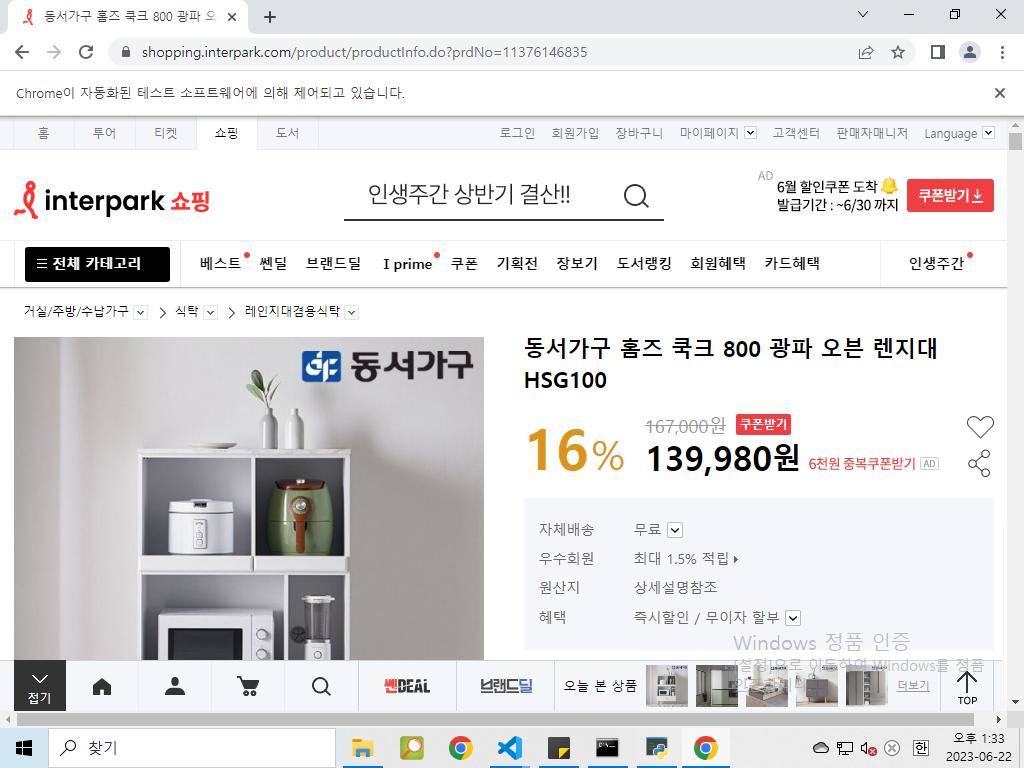 동서가구 홈즈 쿡크 800 광파 오
shopping.interpark.com/product/productInfo.do?prdNo=11376146835
Chrome이 자동화된 테스트 소프트웨어에 의해 제어되고 있습니다.
홈 투어 티켓 쇼핑 도서 로그인 회원가입 장바구니 마이페이지 고객센터 판매자매니저 Language
interpark 쇼핑
인생주간 상반기 결산!!
AD
6월 할인쿠폰 도착
발급기간 : ~6/30 까지
쿠폰받기
전체 카테고리 베스트 쎈딜 브랜드딜 I prime 쿠폰 기획전 장보기 도서랭킹 회원혜택 카드혜택 인생주간
거실/주방/수납가구 식탁 레인지대겸용식탁
동서가구
동서가구 홈즈 쿡크 800 광파 오븐 렌지대
HSG100
16%
167,000원 쿠폰받기
139,980원 6천원 중복쿠폰받기 AD
자체배송 무료
우수회원 최대 1.5% 적립
원산지 상세설명참조
혜택 즉시할인 / 무이자 할부
Windows 정품 인증
[설정]으로 이동하여 Windows를 정품
접기
쎈DEAL
브랜드딜
오늘 본 상품
더보기
TOP
찾기
한
오후 1:33
2023-06-22